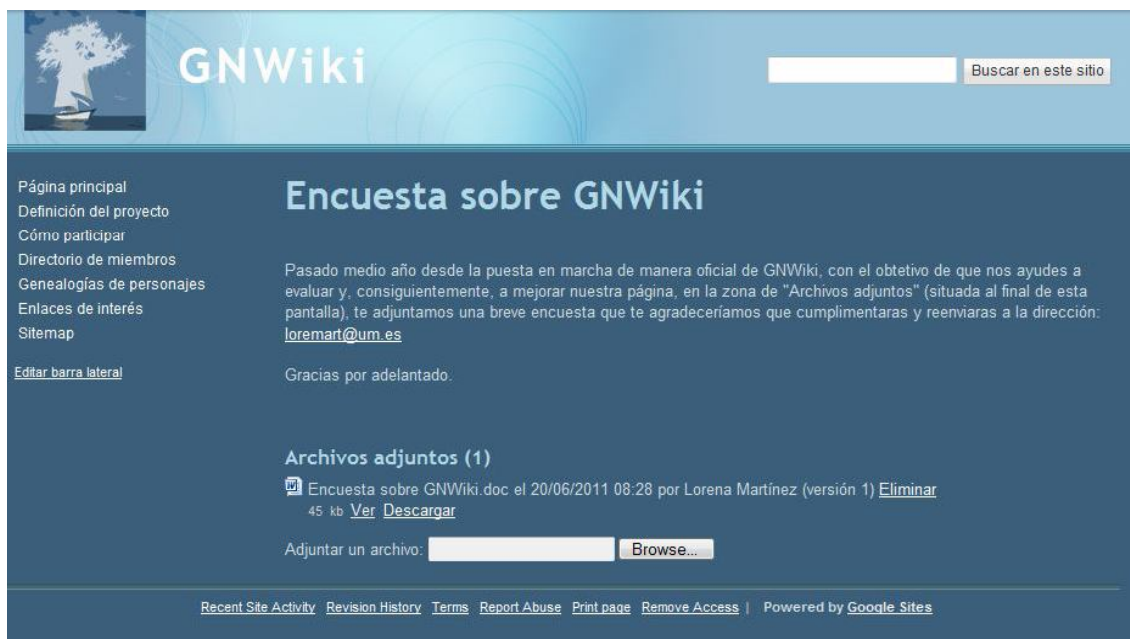 GNWiki
Buscar en este sitio
Página principal
Definición del proyecto
Cómo participar
Directorio de miembros
Genealogías de personajes
Enlaces de interés
Sitemap
Editar barra lateral
Encuesta sobre GNWiki
Pasado medio año desde la puesta en marcha de manera oficial de GNWiki, con el obtetivo de que nos ayudes a
evaluar y, consiguientemente, a mejorar nuestra página, en la zona de "Archivos adjuntos" (situada al final de esta
pantalla), te adjuntamos una breve encuesta que te agradeceríamos que cumplimentaras y reenviaras a la dirección:
loremart@um.es
Gracias por adelantado.
Archivos adjuntos (1)
Encuesta sobre GNWiki.doc el 20/06/2011 08:28 por Lorena Martínez (versión 1) Eliminar
45 kb Ver Descargar
Adjuntar un archivo: Browse...
Recent Site Activity Revision History Terms Report Abuse Print page Remove Access | Powered by Google Sites